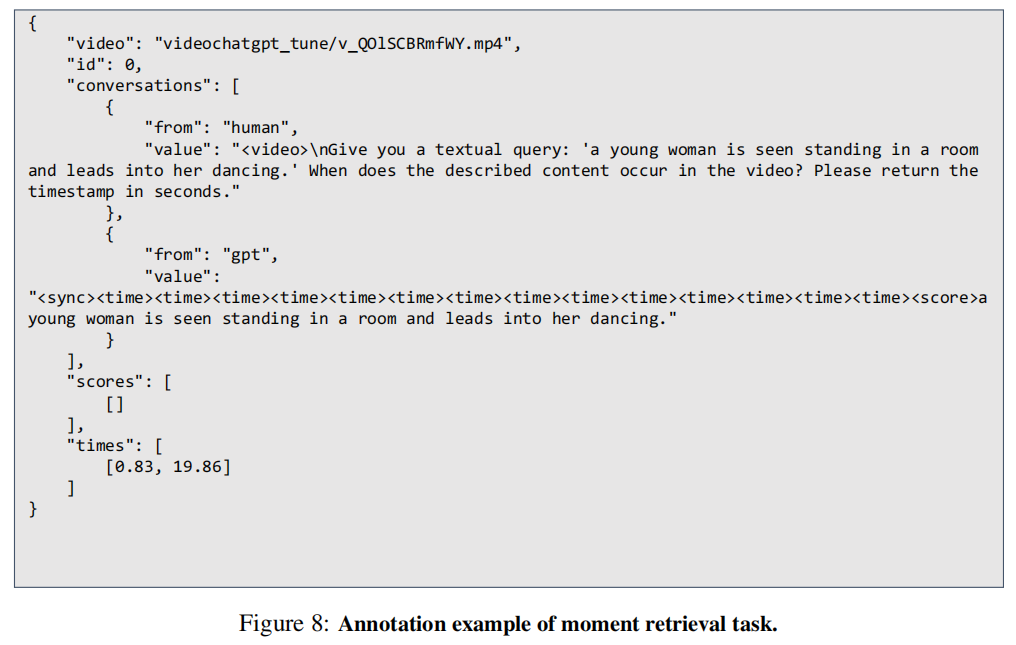 {
    "video": "videochatgpt_tune/v_QOlSCBRmfWY.mp4",
    "id": 0,
    "conversations": [
        {
            "from": "human",
            "value": "<video>\nGive you a textual query: 'a young woman is seen standing in a room
and leads into her dancing.' When does the described content occur in the video? Please return the
timestamp in seconds."
        },
        {
            "from": "gpt",
            "value":
"<sync><time><time><time><time><time><time><time><time><time><time><time><time><time><time><score>a
young woman is seen standing in a room and leads into her dancing."
        }
    ],
    "scores": [
        []
    ],
    "times": [
        [0.83, 19.86]
    ]
}
Figure 8: Annotation example of moment retrieval task.